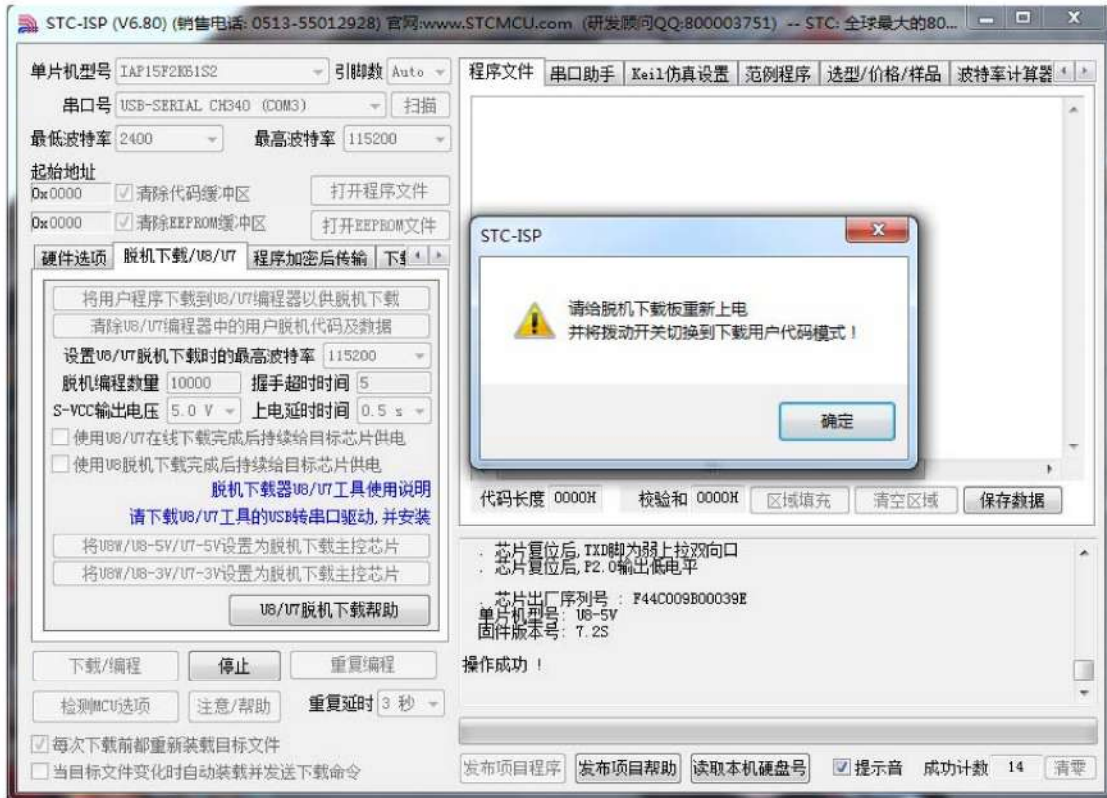 STC-ISP (V6.80) (销售电话: 0513-55012928) 官网:www.STCMCU.com (研发顾问QQ:800003751) -- STC: 全球最大的80...
单片机型号 IAP15F2K61S2 引脚数 Auto
串口号 USB-SERIAL CH340 (COM3) 扫描
最低波特率 2400 最高波特率 115200
起始地址
0x0000 清除代码缓冲区 打开程序文件
0x0000 清除EEPROM缓冲区 打开EEPROM文件
硬件选项 脱机下载/U8/U7 程序加密后传输 下载
将用户程序下载到U8/U7编程器以供脱机下载
清除U8/U7编程器中的用户脱机代码及数据
设置U8/U7脱机下载时的最高波特率 115200
脱机编程数量 10000 握手超时时间 5
S-VCC输出电压 5.0 V 上电延时时间 0.5 s
使用U8/U7在线下载完成后持续给目标芯片供电
使用U8脱机下载完成后持续给目标芯片供电
脱机下载器U8/U7工具使用说明
请下载U8/U7工具的USB转串口驱动,并安装
将U8W/U8-5V/U7-5V设置为脱机下载主控芯片
将U8W/U8-3V/U7-3V设置为脱机下载主控芯片
U8/U7脱机下载帮助
下载/编程 停止 重复编程
检测MCU选项 注意/帮助 重复延时 3 秒
每次下载前都重新装载目标文件
当目标文件变化时自动装载并发送下载命令
程序文件 串口助手 Keil仿真设置 范例程序 选型/价格/样品 波特率计算器
STC-ISP
请给脱机下载板重新上电
并将拨动开关切换到下载用户代码模式！
确定
代码长度 0000H 校验和 0000H 区域填充 清空区域 保存数据
. 芯片复位后,TXD脚为弱上拉双向口
. 芯片复位后,P2.0输出低电平
. 芯片出厂序列号 : F44C009B00039E
单片机型号: U8-5V
固件版本号: 7.2S
操作成功 !
发布项目程序 发布项目帮助 读取本机硬盘号 提示音 成功计数 14 清零